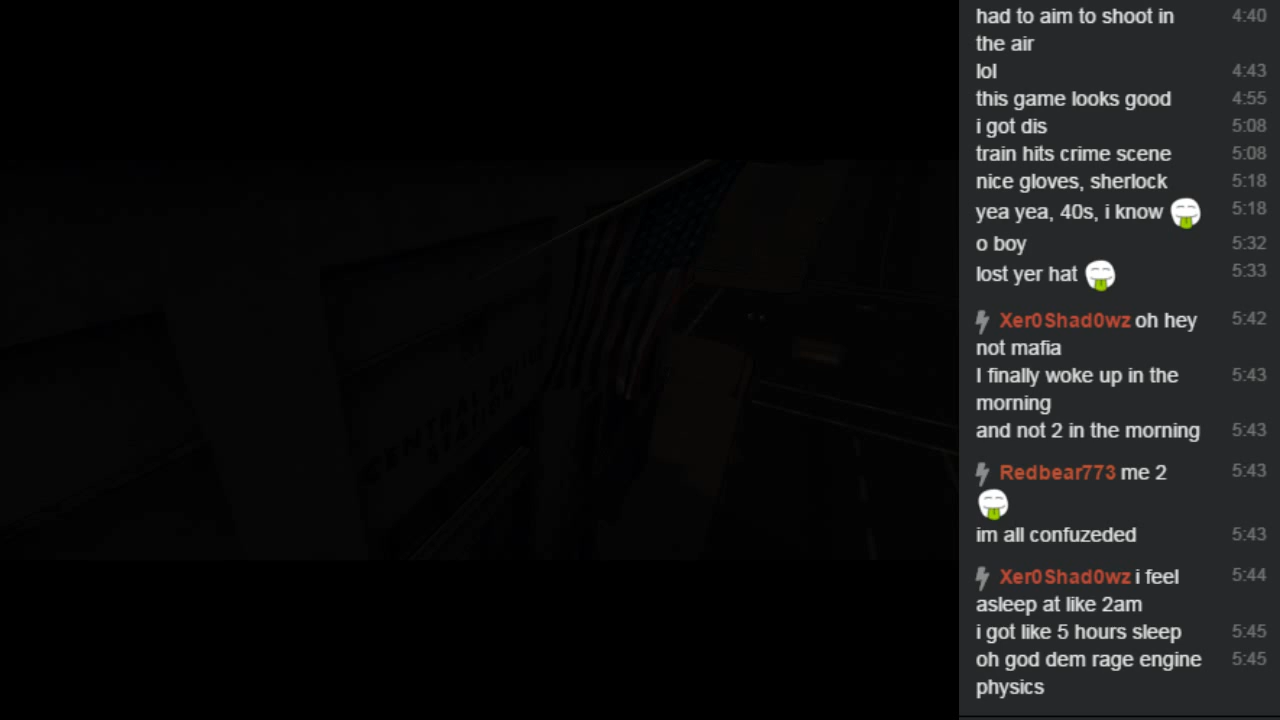 had to aim to shoot in 4:40
the air
lol 4:43
this game looks good 4:55
i got dis 5:08
train hits crime scene 5:08
nice gloves, sherlock 5:18
yea yea, 40s, i know 5:18
o boy 5:32
lost yer hat 5:33
Xer0Shad0wz oh hey 5:42
not mafia
I finally woke up in the 5:43
morning
and not 2 in the morning 5:43
Redbear773 me 2 5:43
im all confuzeded 5:43
Xer0Shad0wz i feel 5:44
asleep at like 2am
i got like 5 hours sleep 5:45
oh god dem rage engine 5:45
physics
CENTRAL POLICE
STATION